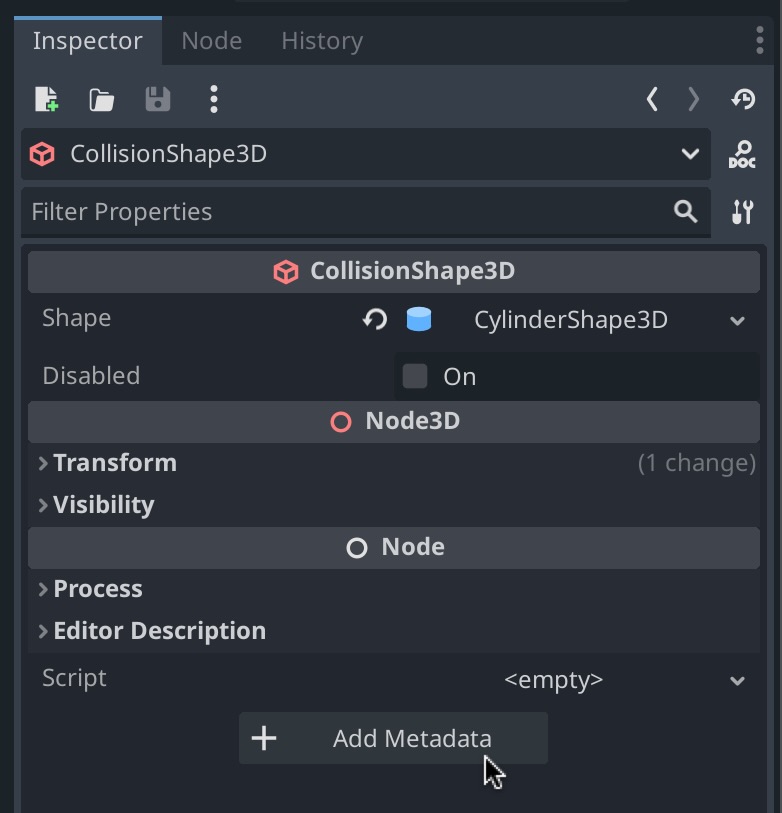 Inspector Node History
CollisionShape3D
DOC
Filter Properties
CollisionShape3D
Shape CylinderShape3D
Disabled On
Node3D
Transform (1 change)
Visibility
Node
Process
Editor Description
Script <empty>
Add Metadata